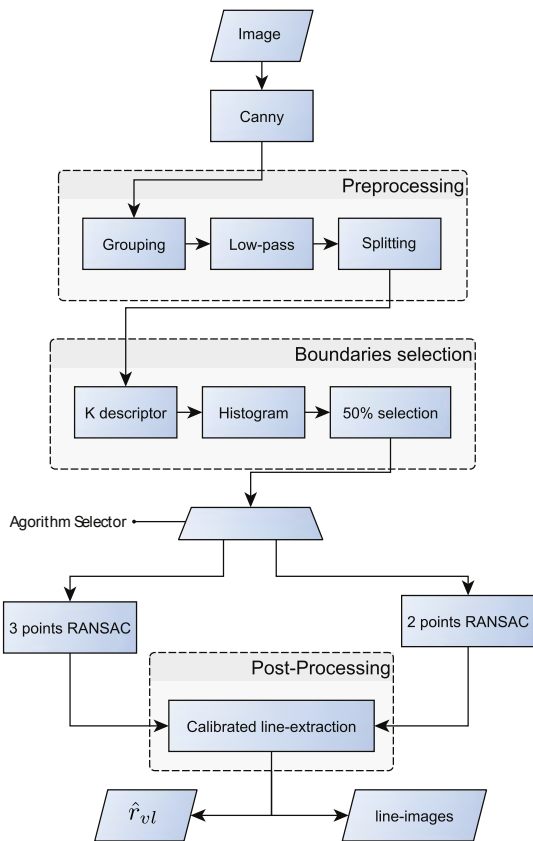 Image
Canny
Preprocessing
Grouping
Low-pass
Splitting
Boundaries selection
K descriptor
Histogram
50% selection
Agorithm Selector
3 points RANSAC
2 points RANSAC
Post-Processing
Calibrated line-extraction
r̂_vl
line-images